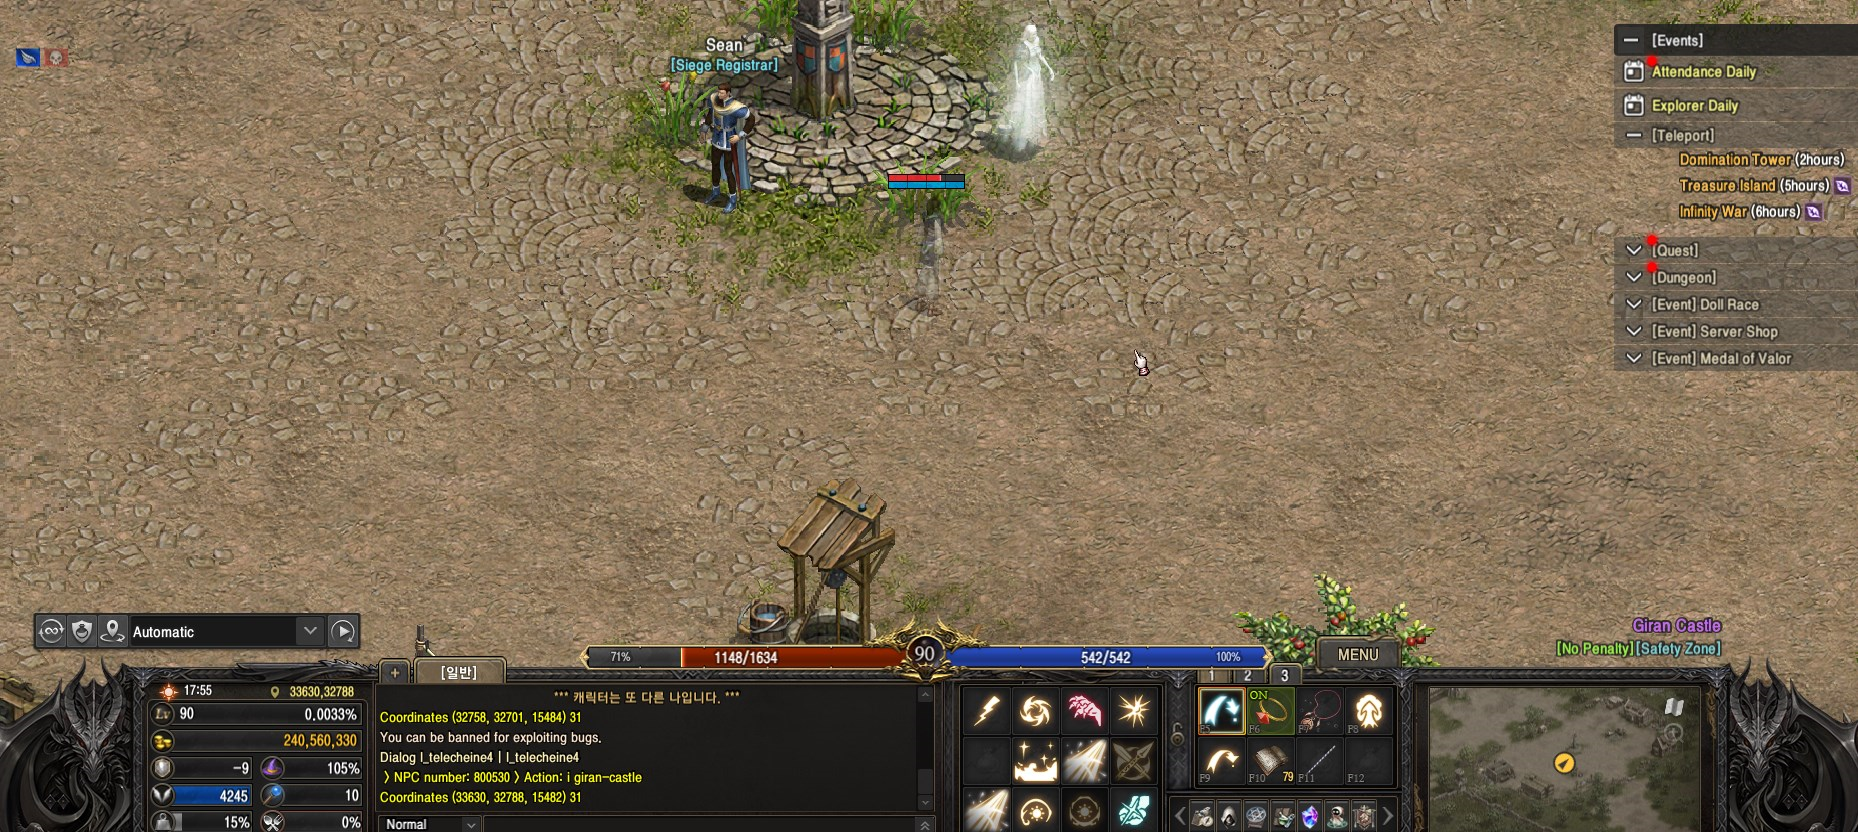 Sean
[Siege Registrar]
[Events]
Attendance Daily
Explorer Daily
[Teleport]
Domination Tower (2hours)
Treasure Island (5hours)
Infinity War (6hours)
[Quest]
[Dungeon]
[Event] Doll Race
[Event] Server Shop
[Event] Medal of Valor
Automatic
Giran Castle
[No Penalty][Safety Zone]
71%
1148/1634
90
542/542
100%
MENU
+
[일반]
1 2 3
17:55
33630,32788
Lv 90 0.0033%
240,560,330
-9 105%
4245 10
15% 0%
*** 캐릭터는 또 다른 나입니다. ***
Coordinates (32758, 32701, 15484) 31
You can be banned for exploiting bugs.
Dialog l_telecheine4 | l_telecheine4
> NPC number: 800530 > Action: i giran-castle
Coordinates (33630, 32788, 15482) 31
Normal
F5
ON
F6
F7
F8
F9
F10
79
F11
F12